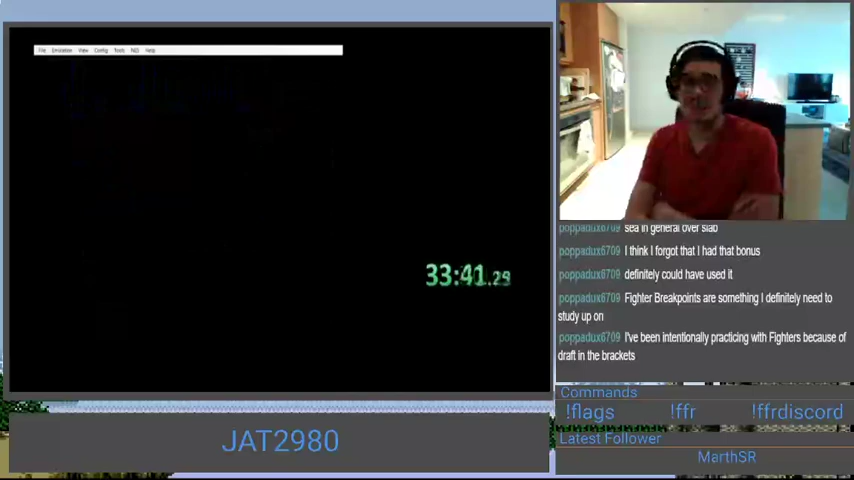 File Emulation View Config Tools NES Help
33:41.29
poppadux6709 sea in general over slab
poppadux6709 I think I forgot that I had that bonus
poppadux6709 definitely could have used it
poppadux6709 Fighter Breakpoints are something I definitely need to
study up on
poppadux6709 I've been intentionally practicing with Fighters because of
draft in the brackets
Commands
!flags !ffr !ffrdiscord
Latest Follower
MarthSR
JAT2980